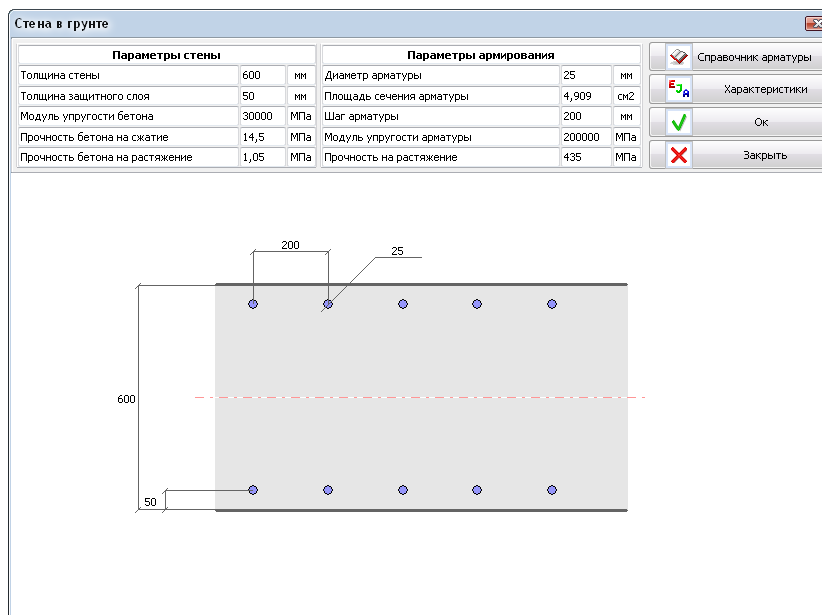 Стена в грунте
Параметры стены
Толщина стены 600 мм
Толщина защитного слоя 50 мм
Модуль упругости бетона 30000 МПа
Прочность бетона на сжатие 14,5 МПа
Прочность бетона на растяжение 1,05 МПа
Параметры армирования
Диаметр арматуры 25 мм
Площадь сечения арматуры 4,909 см2
Шаг арматуры 200 мм
Модуль упругости арматуры 200000 МПа
Прочность на растяжение 435 МПа
Справочник арматуры
EJA Характеристики
Ок
Закрыть
200
25
600
50